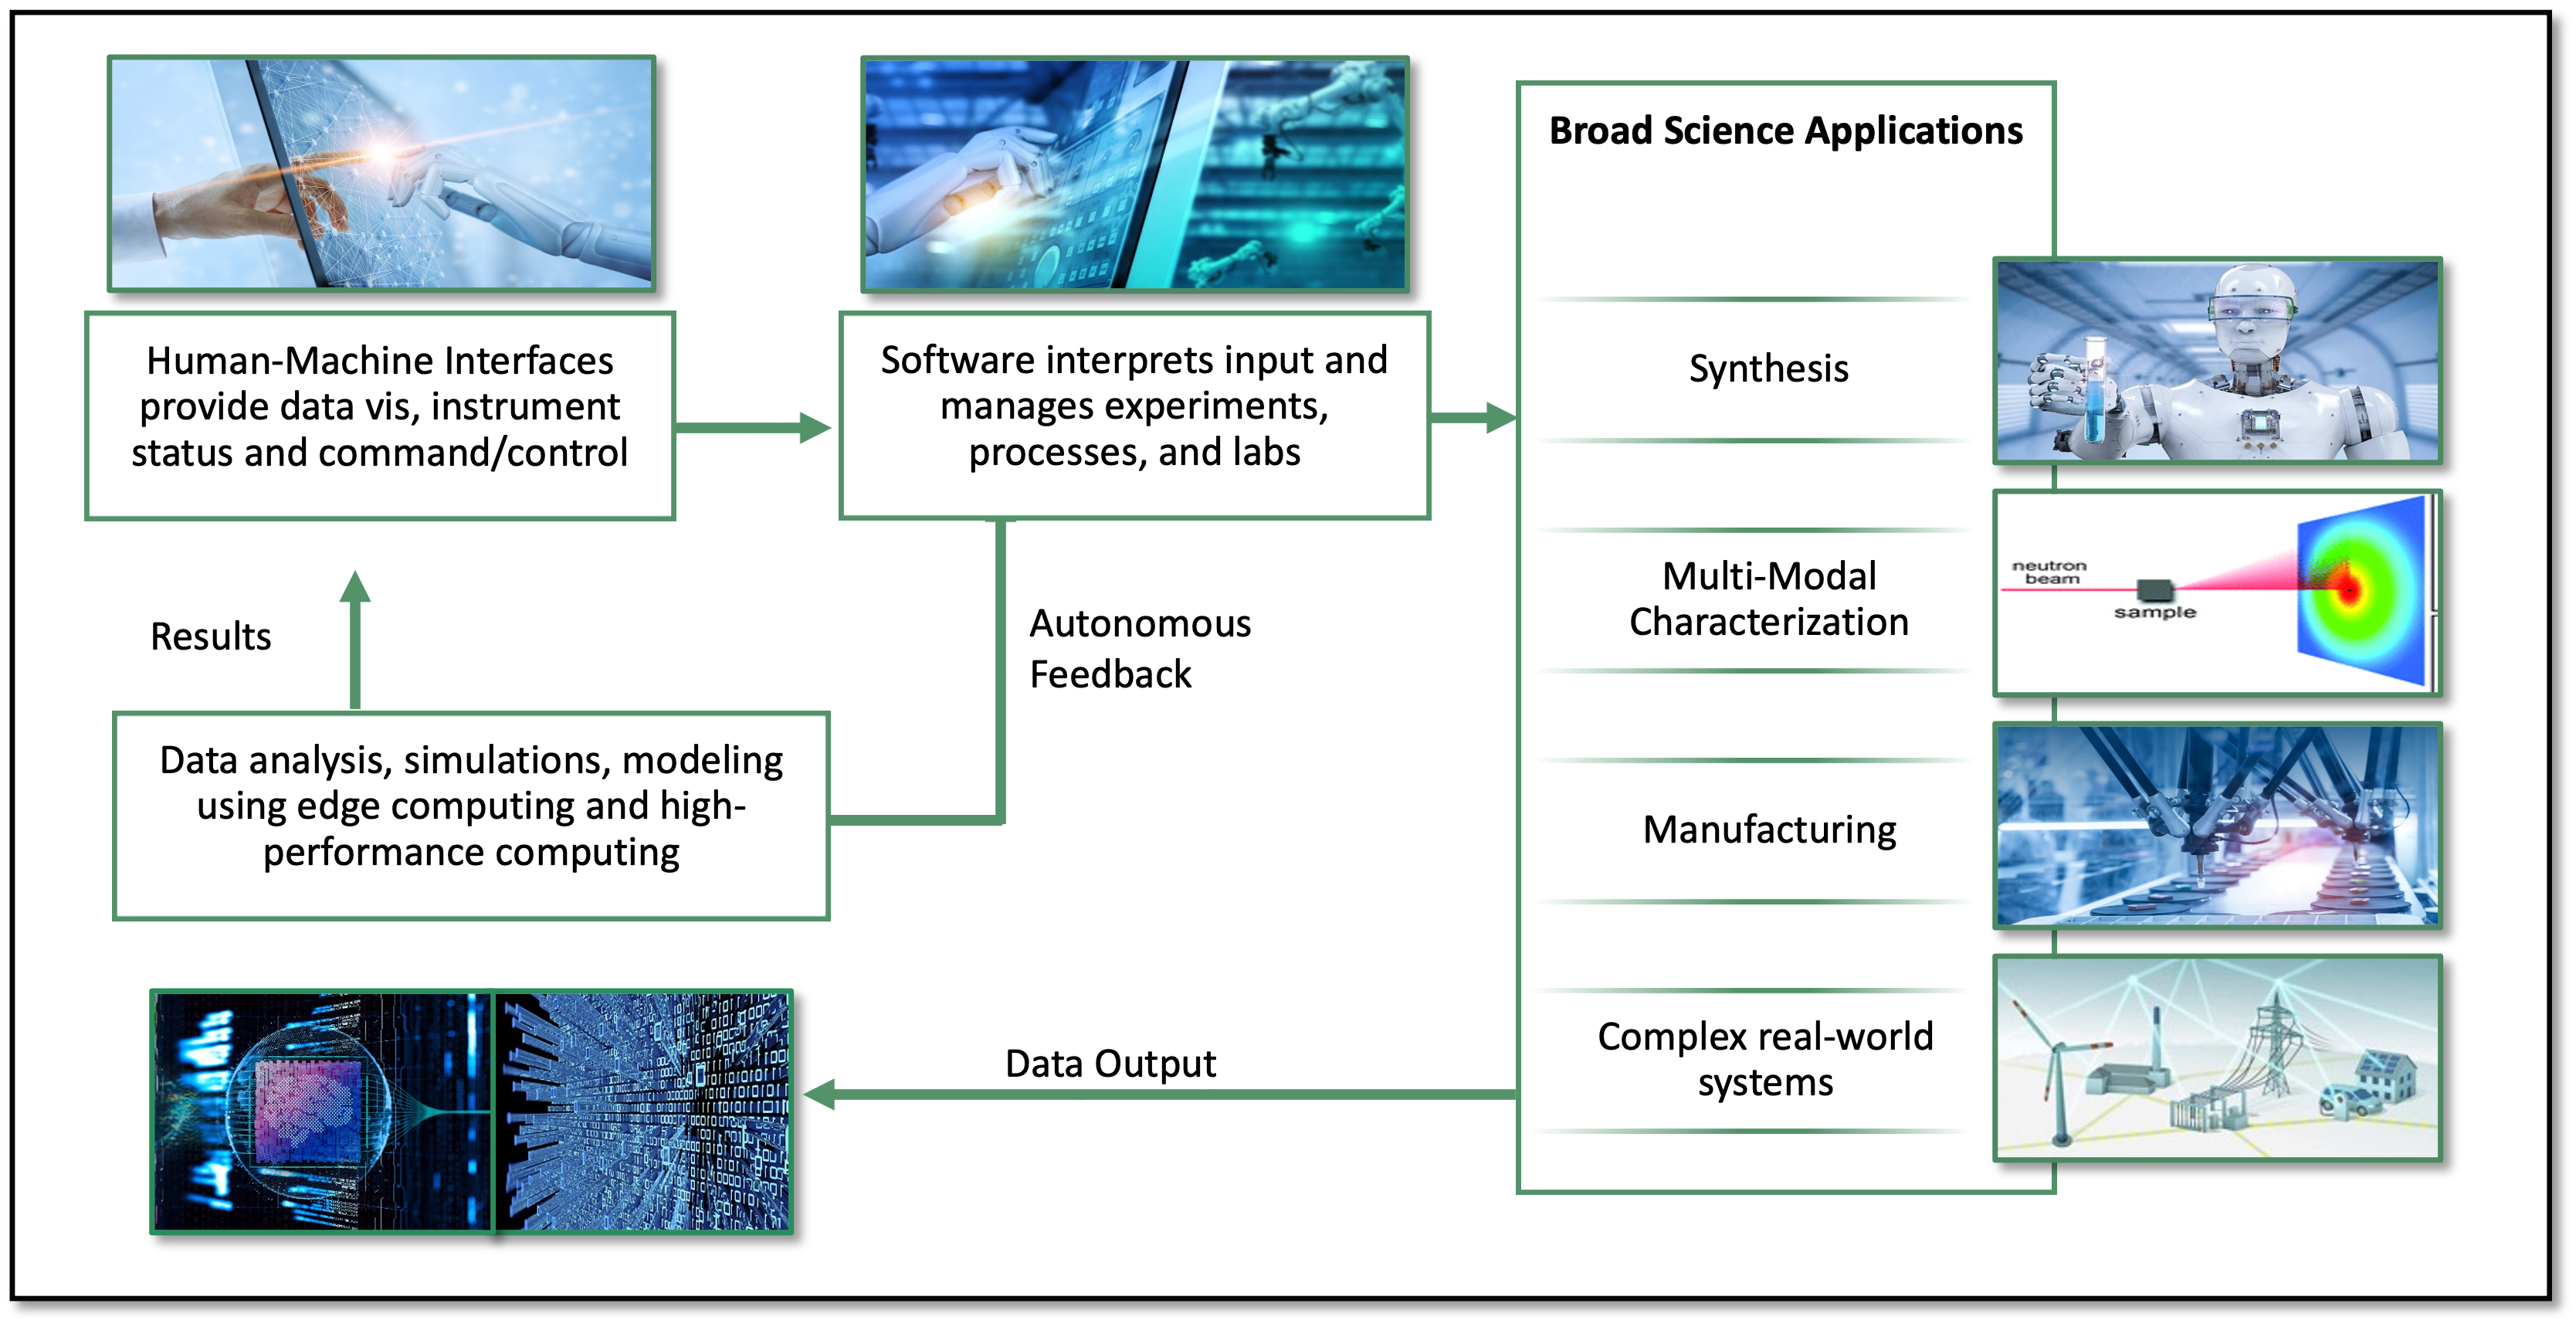 Human-Machine Interfaces
provide data vis, instrument
status and command/control
Software interprets input and
manages experiments,
processes, and labs
Broad Science Applications
Synthesis
Multi-Modal
Characterization
Manufacturing
Complex real-world
systems
neutron
beam
sample
Results
Autonomous
Feedback
Data analysis, simulations, modeling
using edge computing and high-
performance computing
Data Output